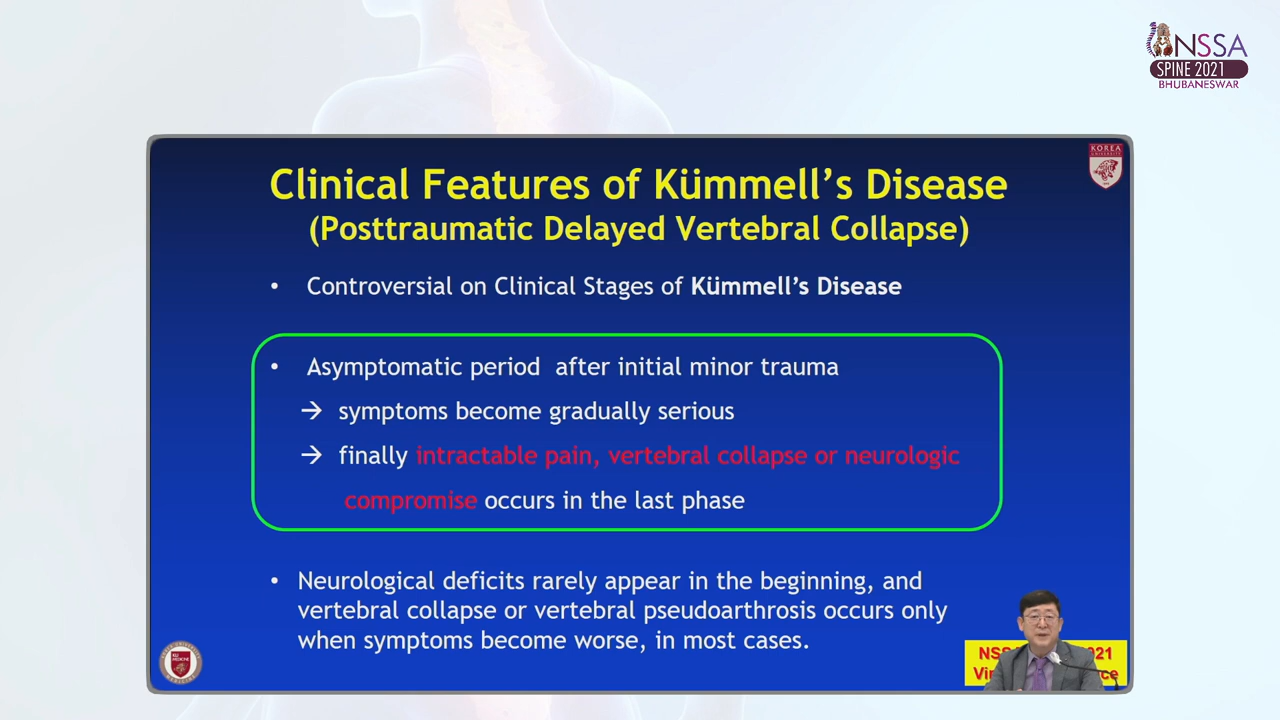 NSSA
SPINE 2021
BHUBANESWAR
KOREA
UNIVERSITY
Clinical Features of Kümmell’s Disease
(Posttraumatic Delayed Vertebral Collapse)
• Controversial on Clinical Stages of Kümmell’s Disease
• Asymptomatic period after initial minor trauma
→ symptoms become gradually serious
→ finally intractable pain, vertebral collapse or neurologic
compromise occurs in the last phase
• Neurological deficits rarely appear in the beginning, and
vertebral collapse or vertebral pseudoarthrosis occurs only
when symptoms become worse, in most cases.
KU
MEDICINE